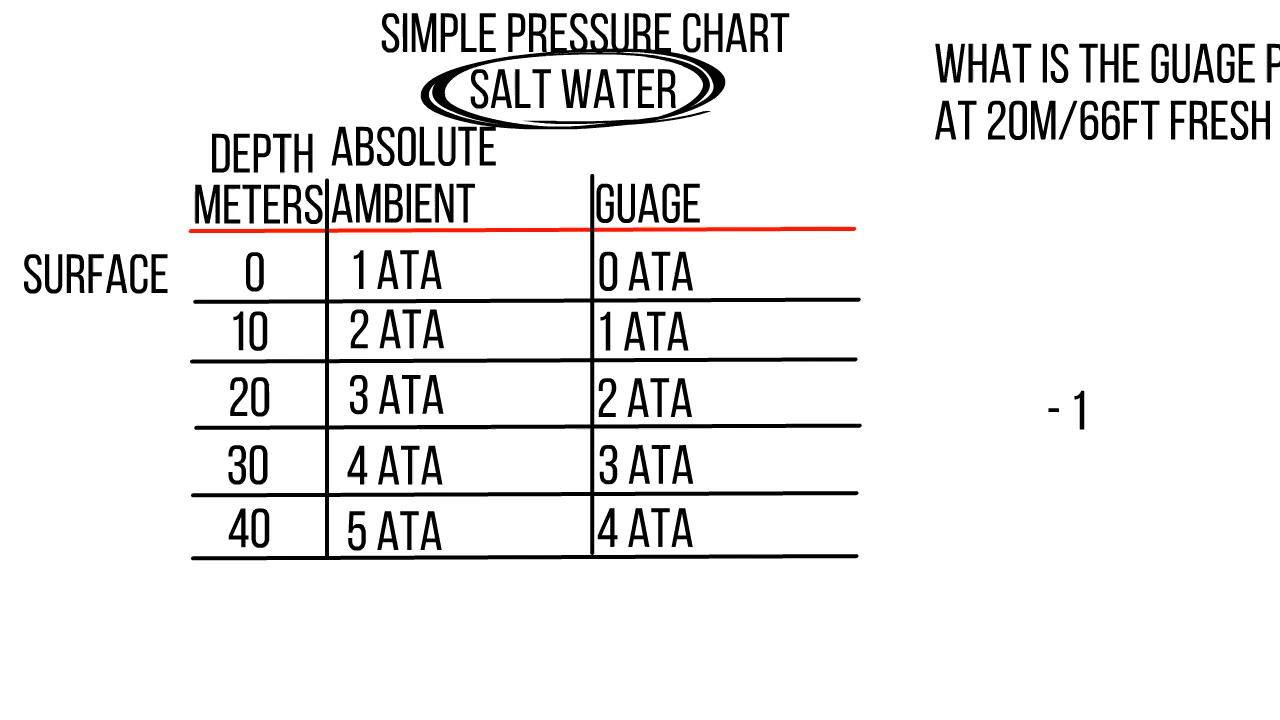 SIMPLE PRESSURE CHART
SALT WATER
DEPTH METERS ABSOLUTE AMBIENT GUAGE
SURFACE 0 1 ATA 0 ATA
10 2 ATA 1 ATA
20 3 ATA 2 ATA
30 4 ATA 3 ATA
40 5 ATA 4 ATA
WHAT IS THE GUAGE
AT 20M/66FT FRESH
- 1